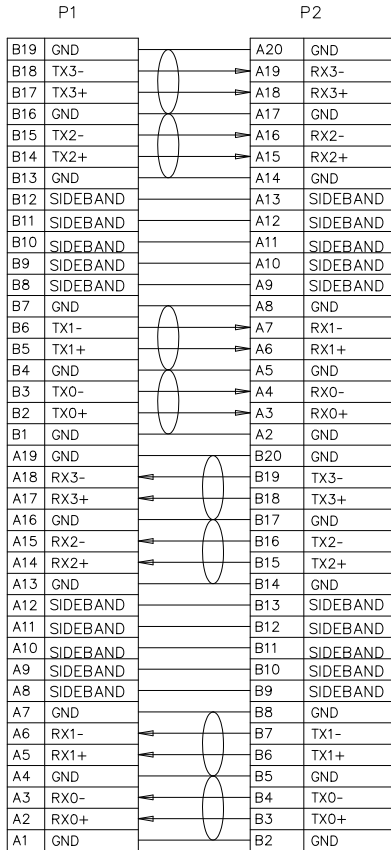 P1 P2
B19 GND A20 GND
B18 TX3- A19 RX3-
B17 TX3+ A18 RX3+
B16 GND A17 GND
B15 TX2- A16 RX2-
B14 TX2+ A15 RX2+
B13 GND A14 GND
B12 SIDEBAND A13 SIDEBAND
B11 SIDEBAND A12 SIDEBAND
B10 SIDEBAND A11 SIDEBAND
B9 SIDEBAND A10 SIDEBAND
B8 SIDEBAND A9 SIDEBAND
B7 GND A8 GND
B6 TX1- A7 RX1-
B5 TX1+ A6 RX1+
B4 GND A5 GND
B3 TX0- A4 RX0-
B2 TX0+ A3 RX0+
B1 GND A2 GND
A19 GND B20 GND
A18 RX3- B19 TX3-
A17 RX3+ B18 TX3+
A16 GND B17 GND
A15 RX2- B16 TX2-
A14 RX2+ B15 TX2+
A13 GND B14 GND
A12 SIDEBAND B13 SIDEBAND
A11 SIDEBAND B12 SIDEBAND
A10 SIDEBAND B11 SIDEBAND
A9 SIDEBAND B10 SIDEBAND
A8 SIDEBAND B9 SIDEBAND
A7 GND B8 GND
A6 RX1- B7 TX1-
A5 RX1+ B6 TX1+
A4 GND B5 GND
A3 RX0- B4 TX0-
A2 RX0+ B3 TX0+
A1 GND B2 GND